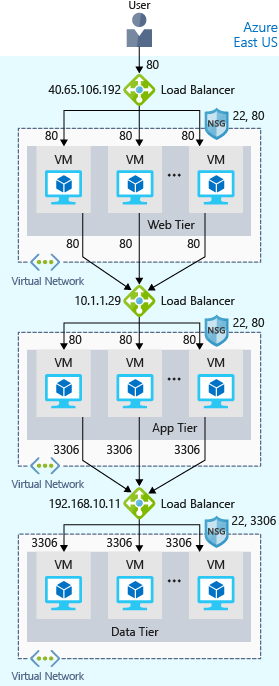 User
Azure
East US
80
40.65.106.192
Load Balancer
NSG
22, 80
80
80
80
VM
VM
VM
Web Tier
80
80
80
Virtual Network
10.1.1.29
Load Balancer
NSG
22, 80
80
80
80
VM
VM
VM
App Tier
3306
3306
3306
Virtual Network
192.168.10.11
Load Balancer
NSG
22, 3306
3306
3306
3306
VM
VM
VM
Data Tier
Virtual Network